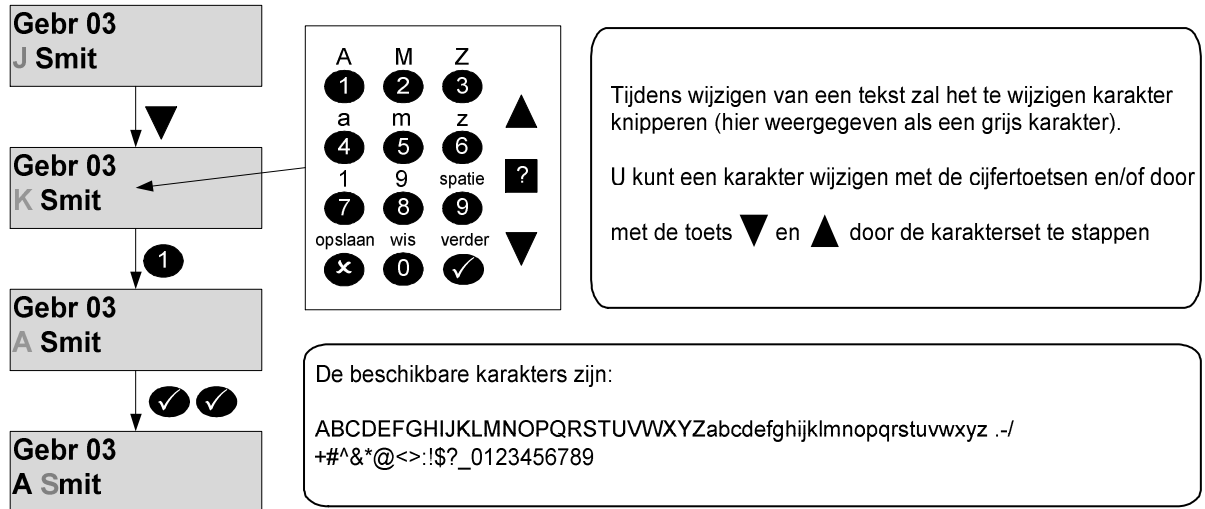 Gebr 03
J Smit
Gebr 03
K Smit
1
Gebr 03
A Smit
Gebr 03
A Smit
A M Z
1 2 3
a m z
4 5 6
1 9 spatie
7 8 9
opslaan wis verder
0
?
Tijdens wijzigen van een tekst zal het te wijzigen karakter
knipperen (hier weergegeven als een grijs karakter).
U kunt een karakter wijzigen met de cijfertoetsen en/of door
met de toets ▼ en ▲ door de karakterset te stappen
De beschikbare karakters zijn:
ABCDEFGHIJKLMNOPQRSTUVWXYZabcdefghijklmnopqrstuvwxyz .-/
+#^&*@<>:!$?_0123456789